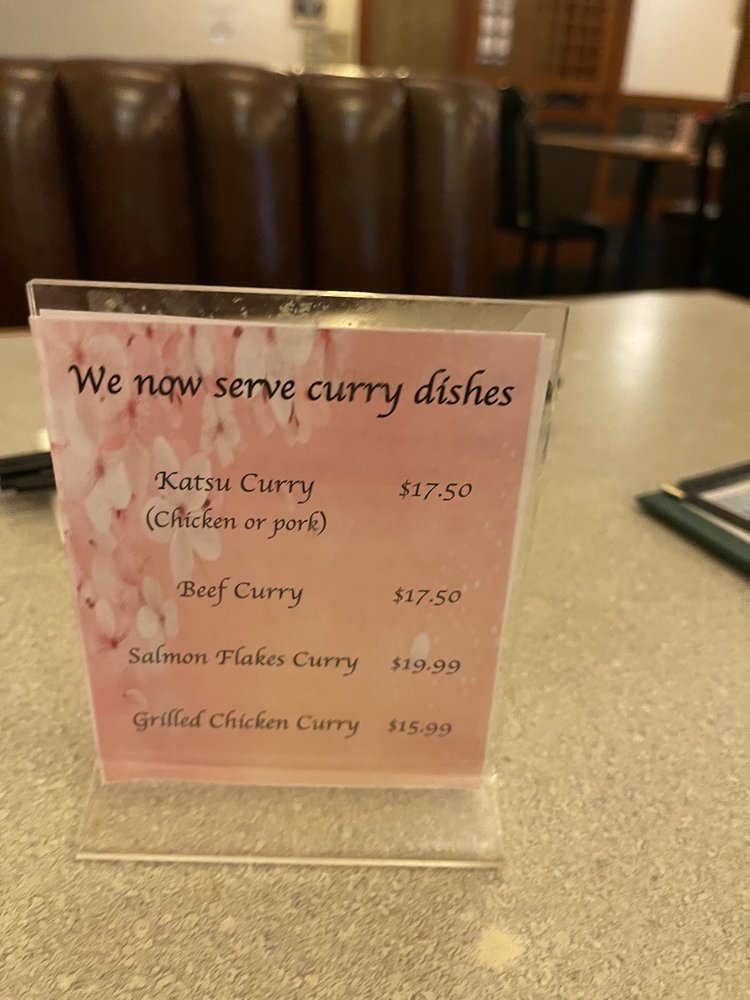 We now serve curry dishes
Katsu Curry $17.50
(Chicken or pork)
Beef Curry $17.50
Salmon Flakes Curry $19.99
Grilled Chicken Curry $15.99